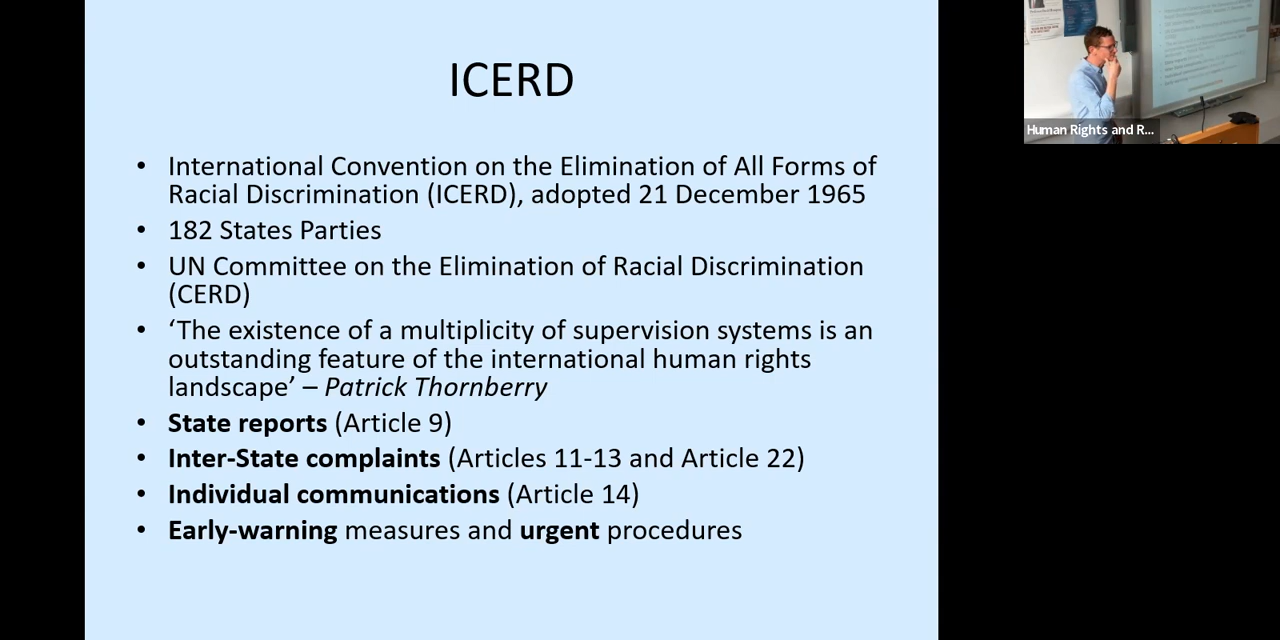 ICERD
• International Convention on the Elimination of All Forms of
Racial Discrimination (ICERD), adopted 21 December 1965
• 182 States Parties
• UN Committee on the Elimination of Racial Discrimination
(CERD)
• ‘The existence of a multiplicity of supervision systems is an
outstanding feature of the international human rights
landscape’ – Patrick Thornberry
• State reports (Article 9)
• Inter-State complaints (Articles 11-13 and Article 22)
• Individual communications (Article 14)
• Early-warning measures and urgent procedures
Human Rights and R...